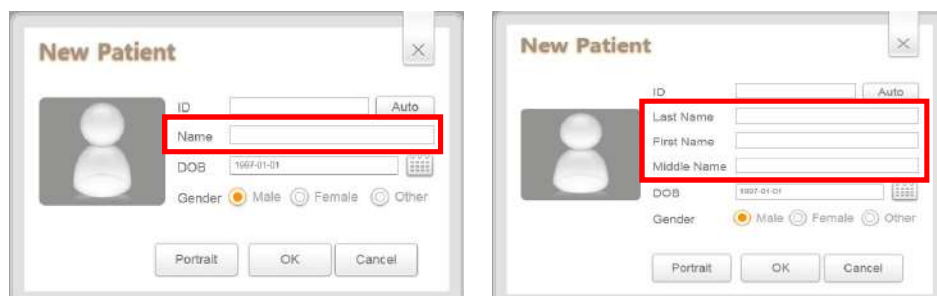 New Patient
ID Auto
Name
DOB 1997-01-01
Gender Male Female Other
Portrait OK Cancel
New Patient
ID Auto
Last Name
First Name
Middle Name
DOB 1997-01-01
Gender Male Female Other
Portrait OK Cancel